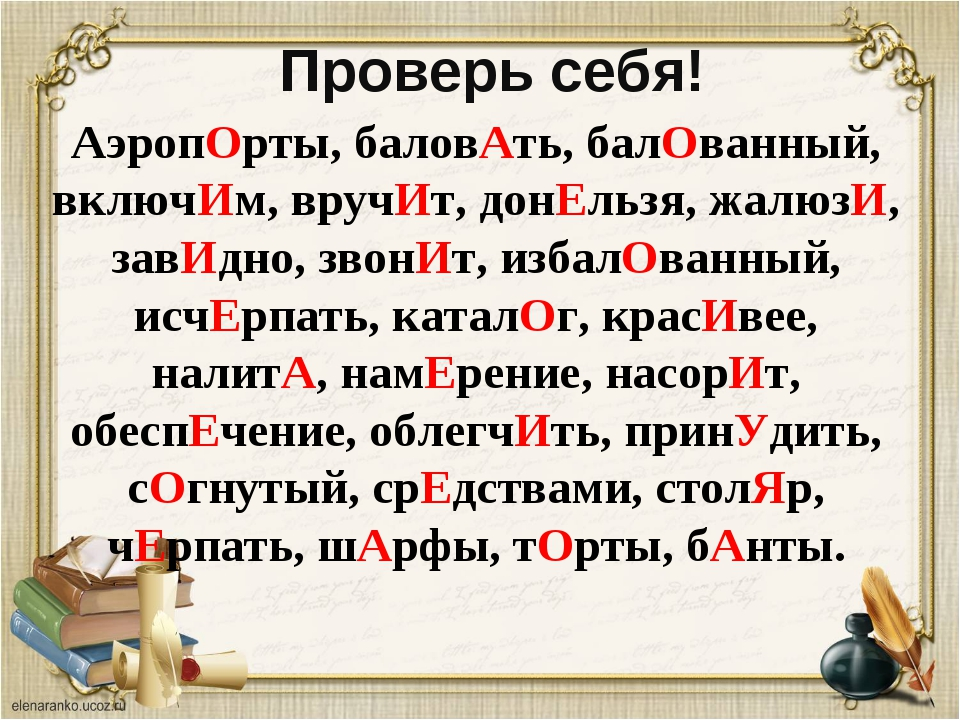 Проверь себя!
АэропОрты, баловАть, балОванный,
включИм, вручИт, донЕльзя, жалюзИ,
завИдно, звонИт, избалОванный,
исчЕрпать, каталОг, красИвее,
налитА, намЕрение, насорИт,
обеспЕчение, облегчИть, принУдить,
сОгнутый, срЕдствами, столЯр,
чЕрпать, шАрфы, тОрты, бАнты.
elenaranko.ucoz.ru